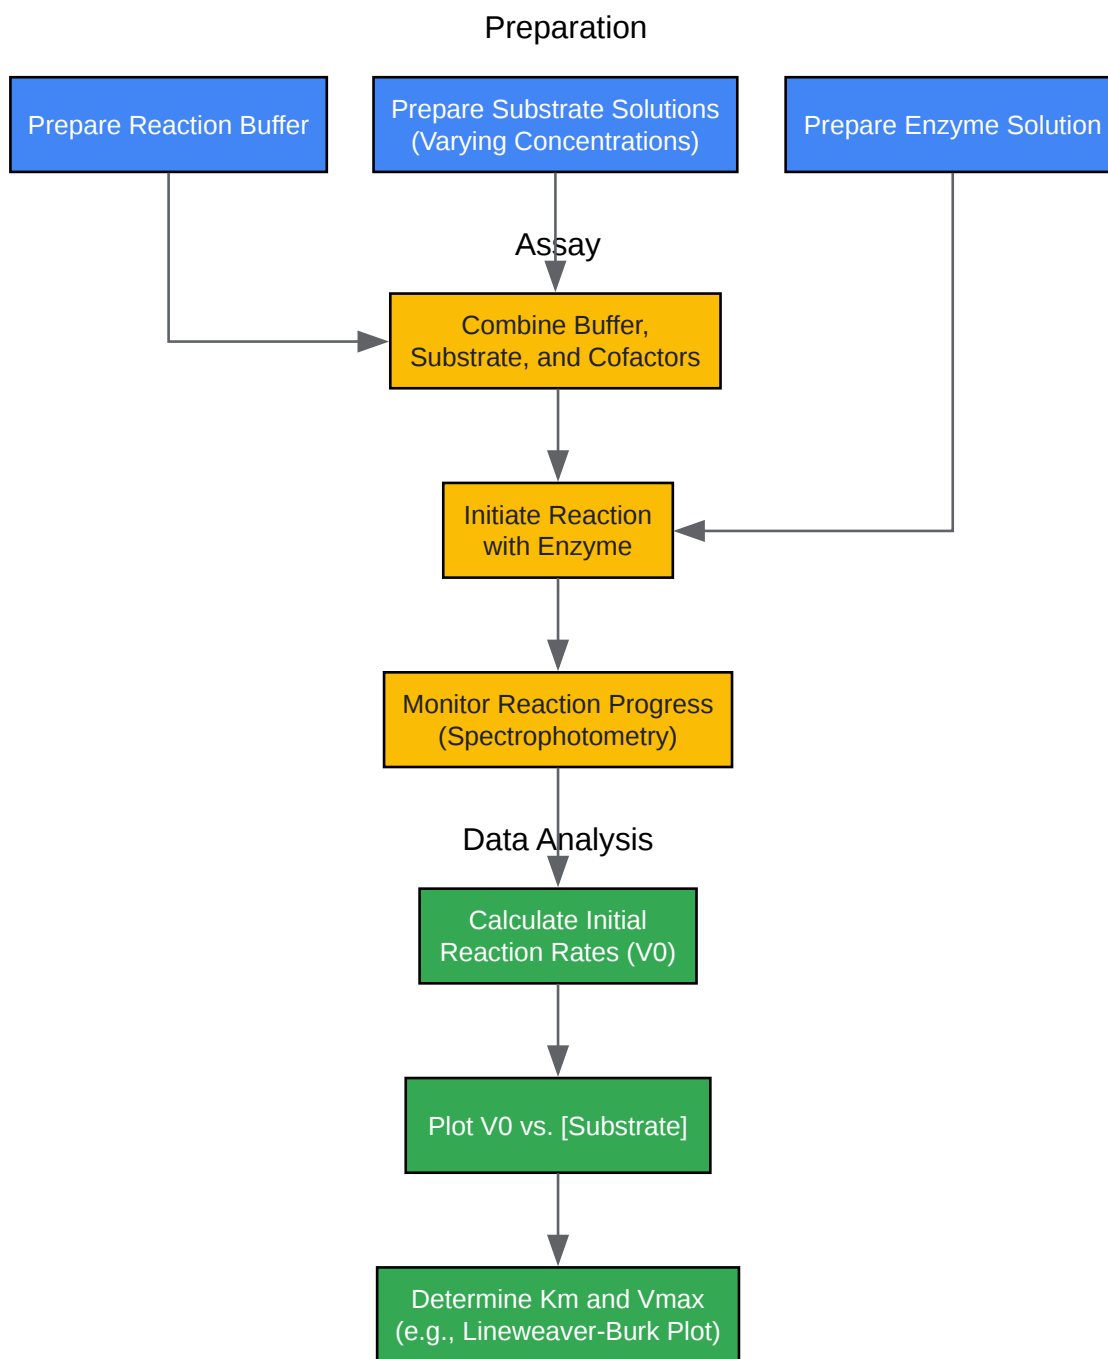 Preparation
Prepare Reaction Buffer
Prepare Substrate Solutions
(Varying Concentrations)
Prepare Enzyme Solution
Assay
Combine Buffer,
Substrate, and Cofactors
Initiate Reaction
with Enzyme
Monitor Reaction Progress
(Spectrophotometry)
Data Analysis
Calculate Initial
Reaction Rates (V0)
Plot V0 vs. [Substrate]
Determine Km and Vmax
(e.g., Lineweaver-Burk Plot)